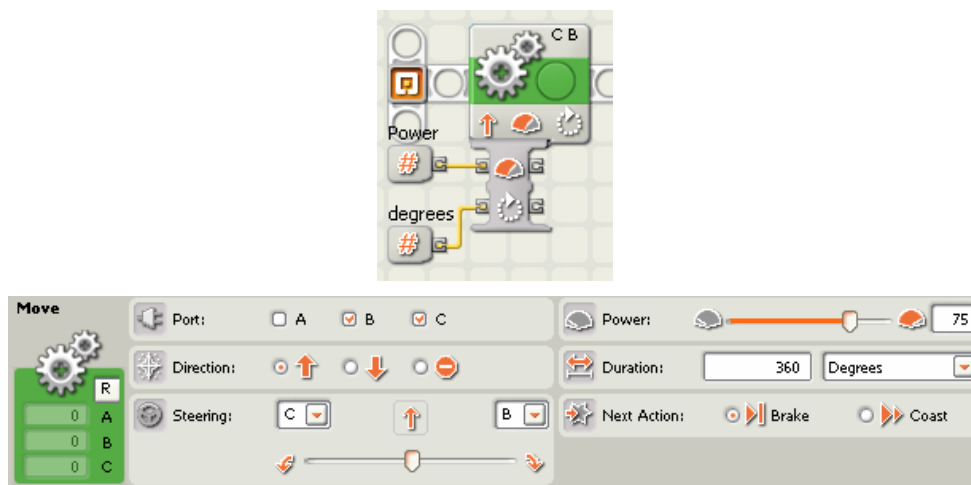 C B
Power
#
degrees
#
Move
R
0 A
0 B
0 C
Port: A B C
Direction:
Steering: C B
Power: 75
Duration: 360 Degrees
Next Action: Brake Coast